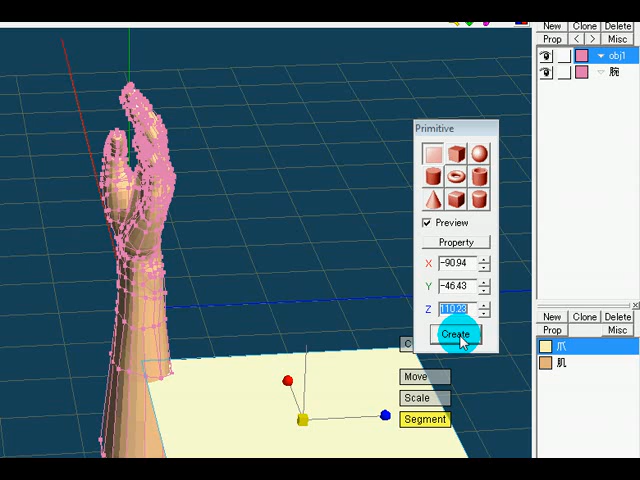 New Clone Delete
Prop < > Misc
obj1
腕
Primitive
Preview
Property
X -90.94
Y -46.43
Z 110.23
Create
C
Move
Scale
Segment
New Clone Delete
Prop Misc
爪
肌